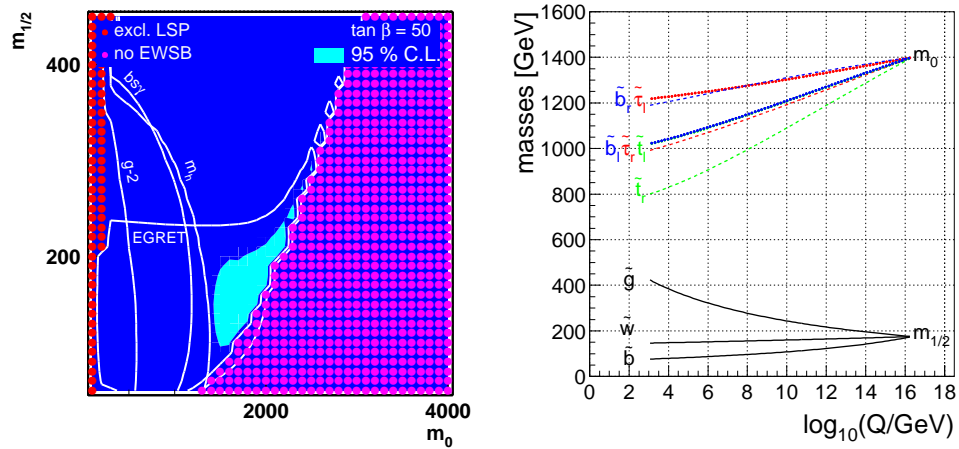 m1/2
excl. LSP
tan β = 50
no EWSB
95 % C.L.
400
bsγ
g-2
mh
EGRET
200
2000
4000
m0
masses [GeV]
1600
1400
m0
1200
b̃r τ̃l
1000
b̃l τ̃r t̃l
800
t̃r
600
g̃
400
w̃
200
m1/2
b̃
0
0 2 4 6 8 10 12 14 16 18
log10(Q/GeV)